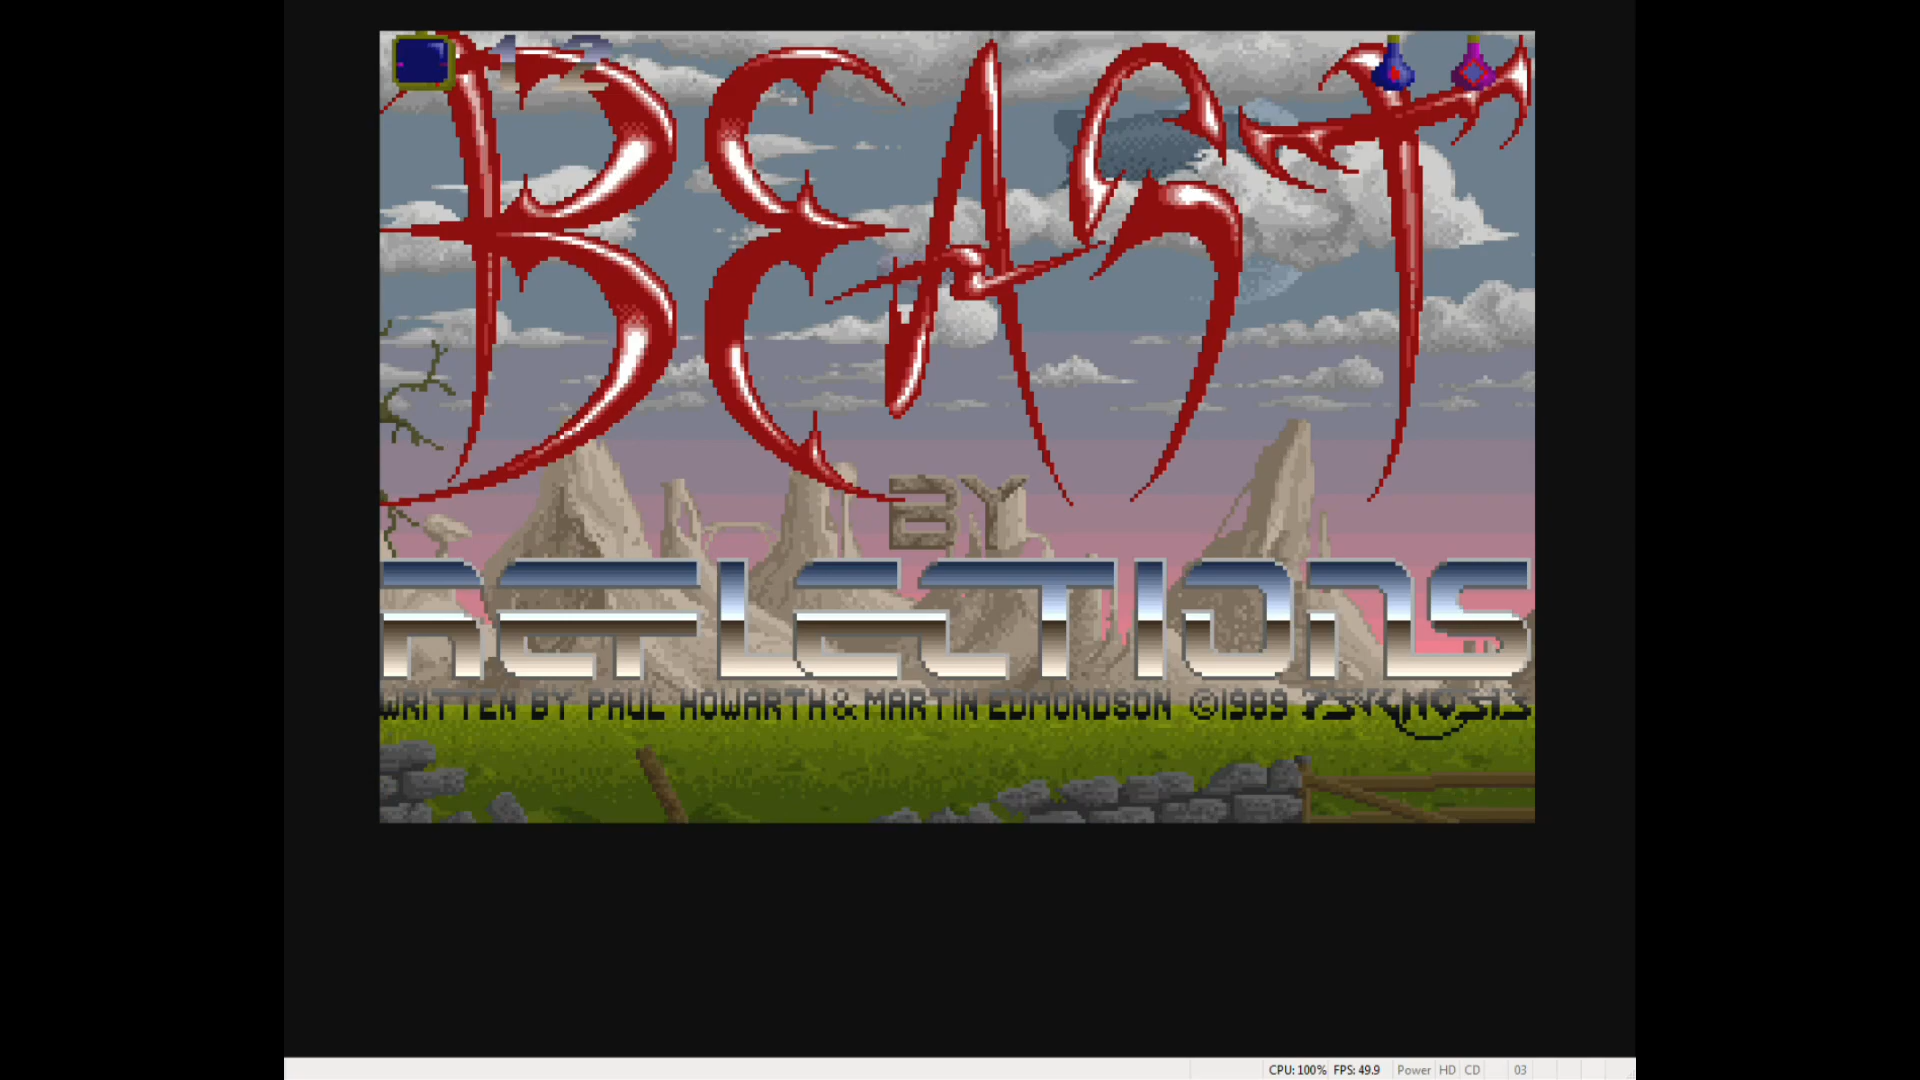 12
BEAST
BY
REFLECTIONS
WRITTEN BY PAUL HOWARTH & MARTIN EDMONDSON ©1989 PSYGNOSIS
CPU: 100% FPS: 49.9 Power HD CD 03